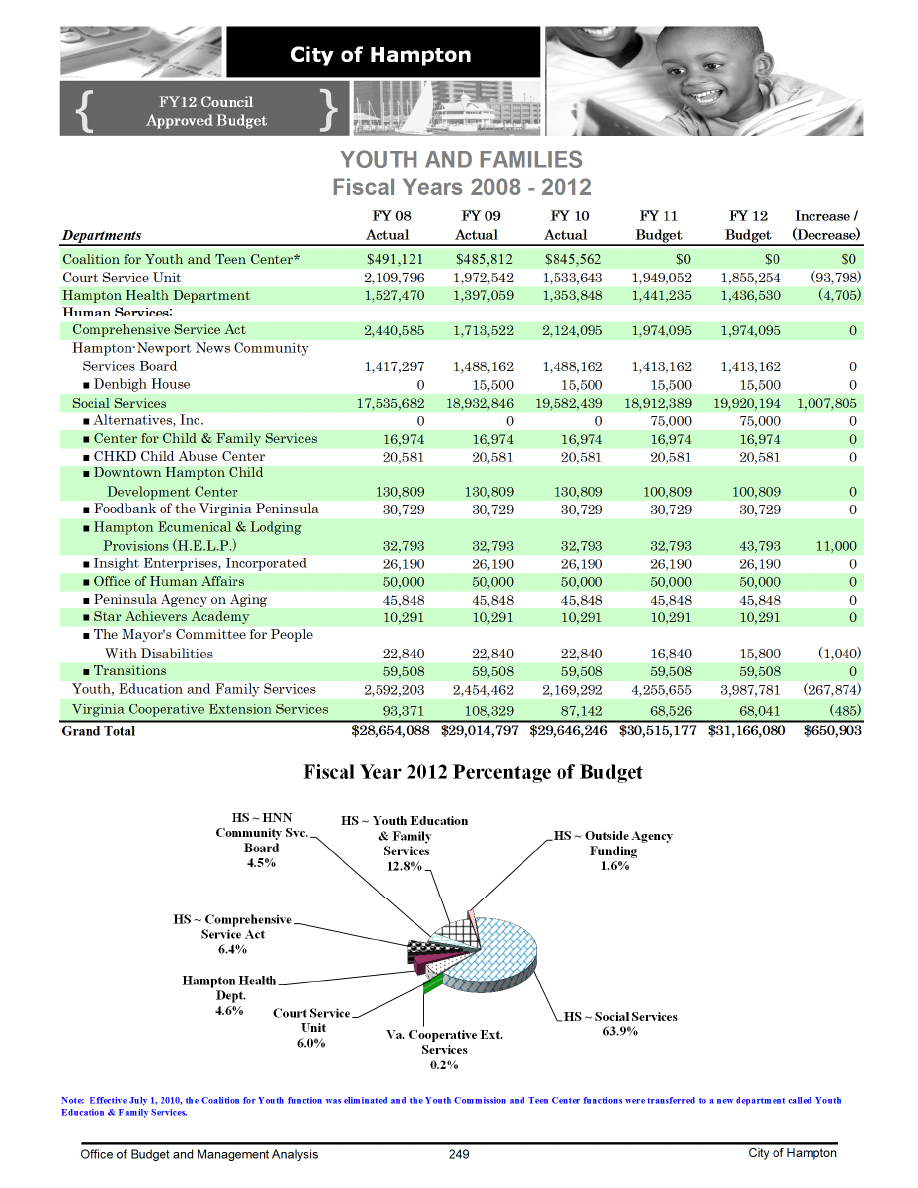 City of Hampton
FY12 Council
Approved Budget
YOUTH AND FAMILIES
Fiscal Years 2008 - 2012
FY 08 FY 09 FY 10 FY 11 FY 12 Increase /
Departments Actual Actual Actual Budget Budget (Decrease)
Coalition for Youth and Teen Center* $491,121 $485,812 $845,562 $0 $0 $0
Court Service Unit 2,109,796 1,972,542 1,533,643 1,949,052 1,855,254 (93,798)
Hampton Health Department 1,527,470 1,397,059 1,353,848 1,441,235 1,436,530 (4,705)
Human Services:
Comprehensive Service Act 2,440,585 1,713,522 2,124,095 1,974,095 1,974,095 0
Hampton-Newport News Community
Services Board 1,417,297 1,488,162 1,488,162 1,413,162 1,413,162 0
■ Denbigh House 0 15,500 15,500 15,500 15,500 0
Social Services 17,535,682 18,932,846 19,582,439 18,912,389 19,920,194 1,007,805
■ Alternatives, Inc. 0 0 0 75,000 75,000 0
■ Center for Child & Family Services 16,974 16,974 16,974 16,974 16,974 0
■ CHKD Child Abuse Center 20,581 20,581 20,581 20,581 20,581 0
■ Downtown Hampton Child
Development Center 130,809 130,809 130,809 100,809 100,809 0
■ Foodbank of the Virginia Peninsula 30,729 30,729 30,729 30,729 30,729 0
■ Hampton Ecumenical & Lodging
Provisions (H.E.L.P.) 32,793 32,793 32,793 32,793 43,793 11,000
■ Insight Enterprises, Incorporated 26,190 26,190 26,190 26,190 26,190 0
■ Office of Human Affairs 50,000 50,000 50,000 50,000 50,000 0
■ Peninsula Agency on Aging 45,848 45,848 45,848 45,848 45,848 0
■ Star Achievers Academy 10,291 10,291 10,291 10,291 10,291 0
■ The Mayor's Committee for People
With Disabilities 22,840 22,840 22,840 16,840 15,800 (1,040)
■ Transitions 59,508 59,508 59,508 59,508 59,508 0
Youth, Education and Family Services 2,592,203 2,454,462 2,169,292 4,255,655 3,987,781 (267,874)
Virginia Cooperative Extension Services 93,371 108,329 87,142 68,526 68,041 (485)
Grand Total $28,654,088 $29,014,797 $29,646,246 $30,515,177 $31,166,080 $650,903
Fiscal Year 2012 Percentage of Budget
HS ~ HNN
Community Svc.
Board
4.5%
HS ~ Youth Education
& Family
Services
12.8%
HS ~ Outside Agency
Funding
1.6%
HS ~ Comprehensive
Service Act
6.4%
Hampton Health
Dept.
4.6%
Court Service
Unit
6.0%
Va. Cooperative Ext.
Services
0.2%
HS ~ Social Services
63.9%
Note: Effective July 1, 2010, the Coalition for Youth function was eliminated and the Youth Commission and Teen Center functions were transferred to a new department called Youth
Education & Family Services.
Office of Budget and Management Analysis 249 City of Hampton